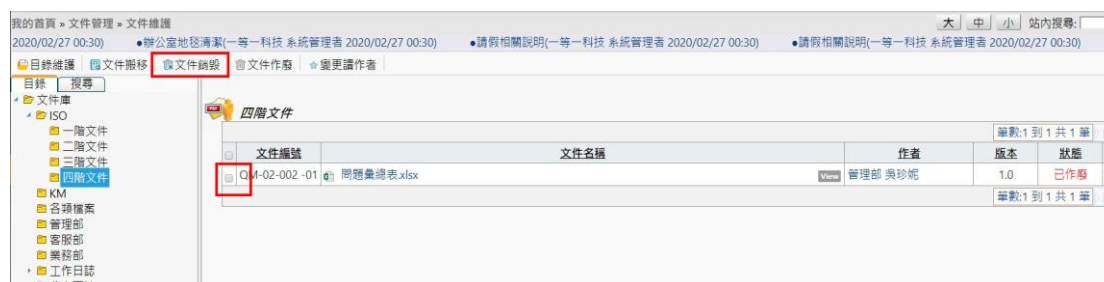 我的首頁 » 文件管理 » 文件維護
大 中 小 站內搜尋:
2020/02/27 00:30) ●辦公室地毯清潔(一等一科技 系統管理者 2020/02/27 00:30) ●請假相關說明(一等一科技 系統管理者 2020/02/27 00:30) ●請假相關說明(一等一科技 系統管理者 2020/02/27 00:30)
目錄維護 文件搬移 文件銷毀 文件作廢 變更讀作者
目錄 搜尋
文件庫
ISO
一階文件
二階文件
三階文件
四階文件
KM
各類檔案
管理部
客服部
業務部
工作日誌
四階文件
筆數:1 到 1 共 1 筆
文件編號 文件名稱 作者 版本 狀態
QM-02-002 -01 問題彙總表.xlsx View 管理部 吳珍妮 1.0 已作廢
筆數:1 到 1 共 1 筆